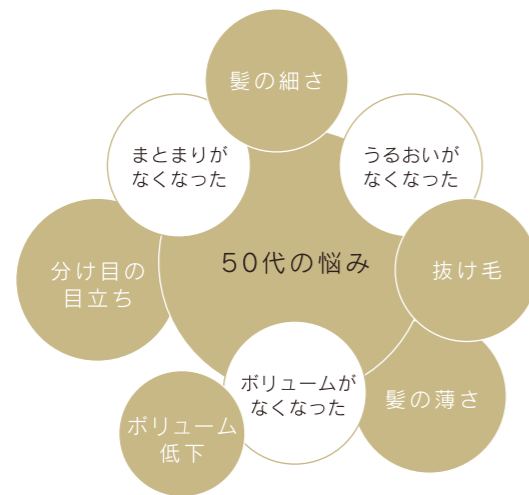 髪の細さ
まとまりが
なくなった
うるおいが
なくなった
分け目の
目立ち
50代の悩み
抜け毛
ボリュームが
なくなった
髪の薄さ
ボリューム
低下